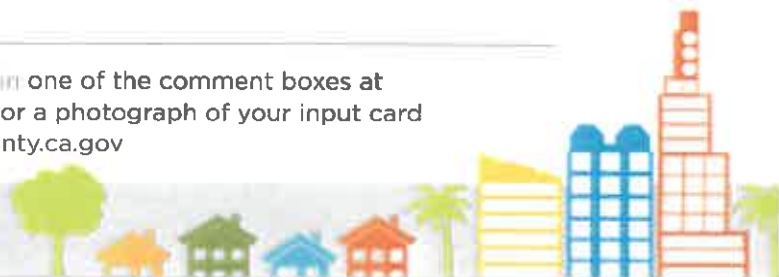 in one of the comment boxes at
or a photograph of your input card
nty.ca.gov